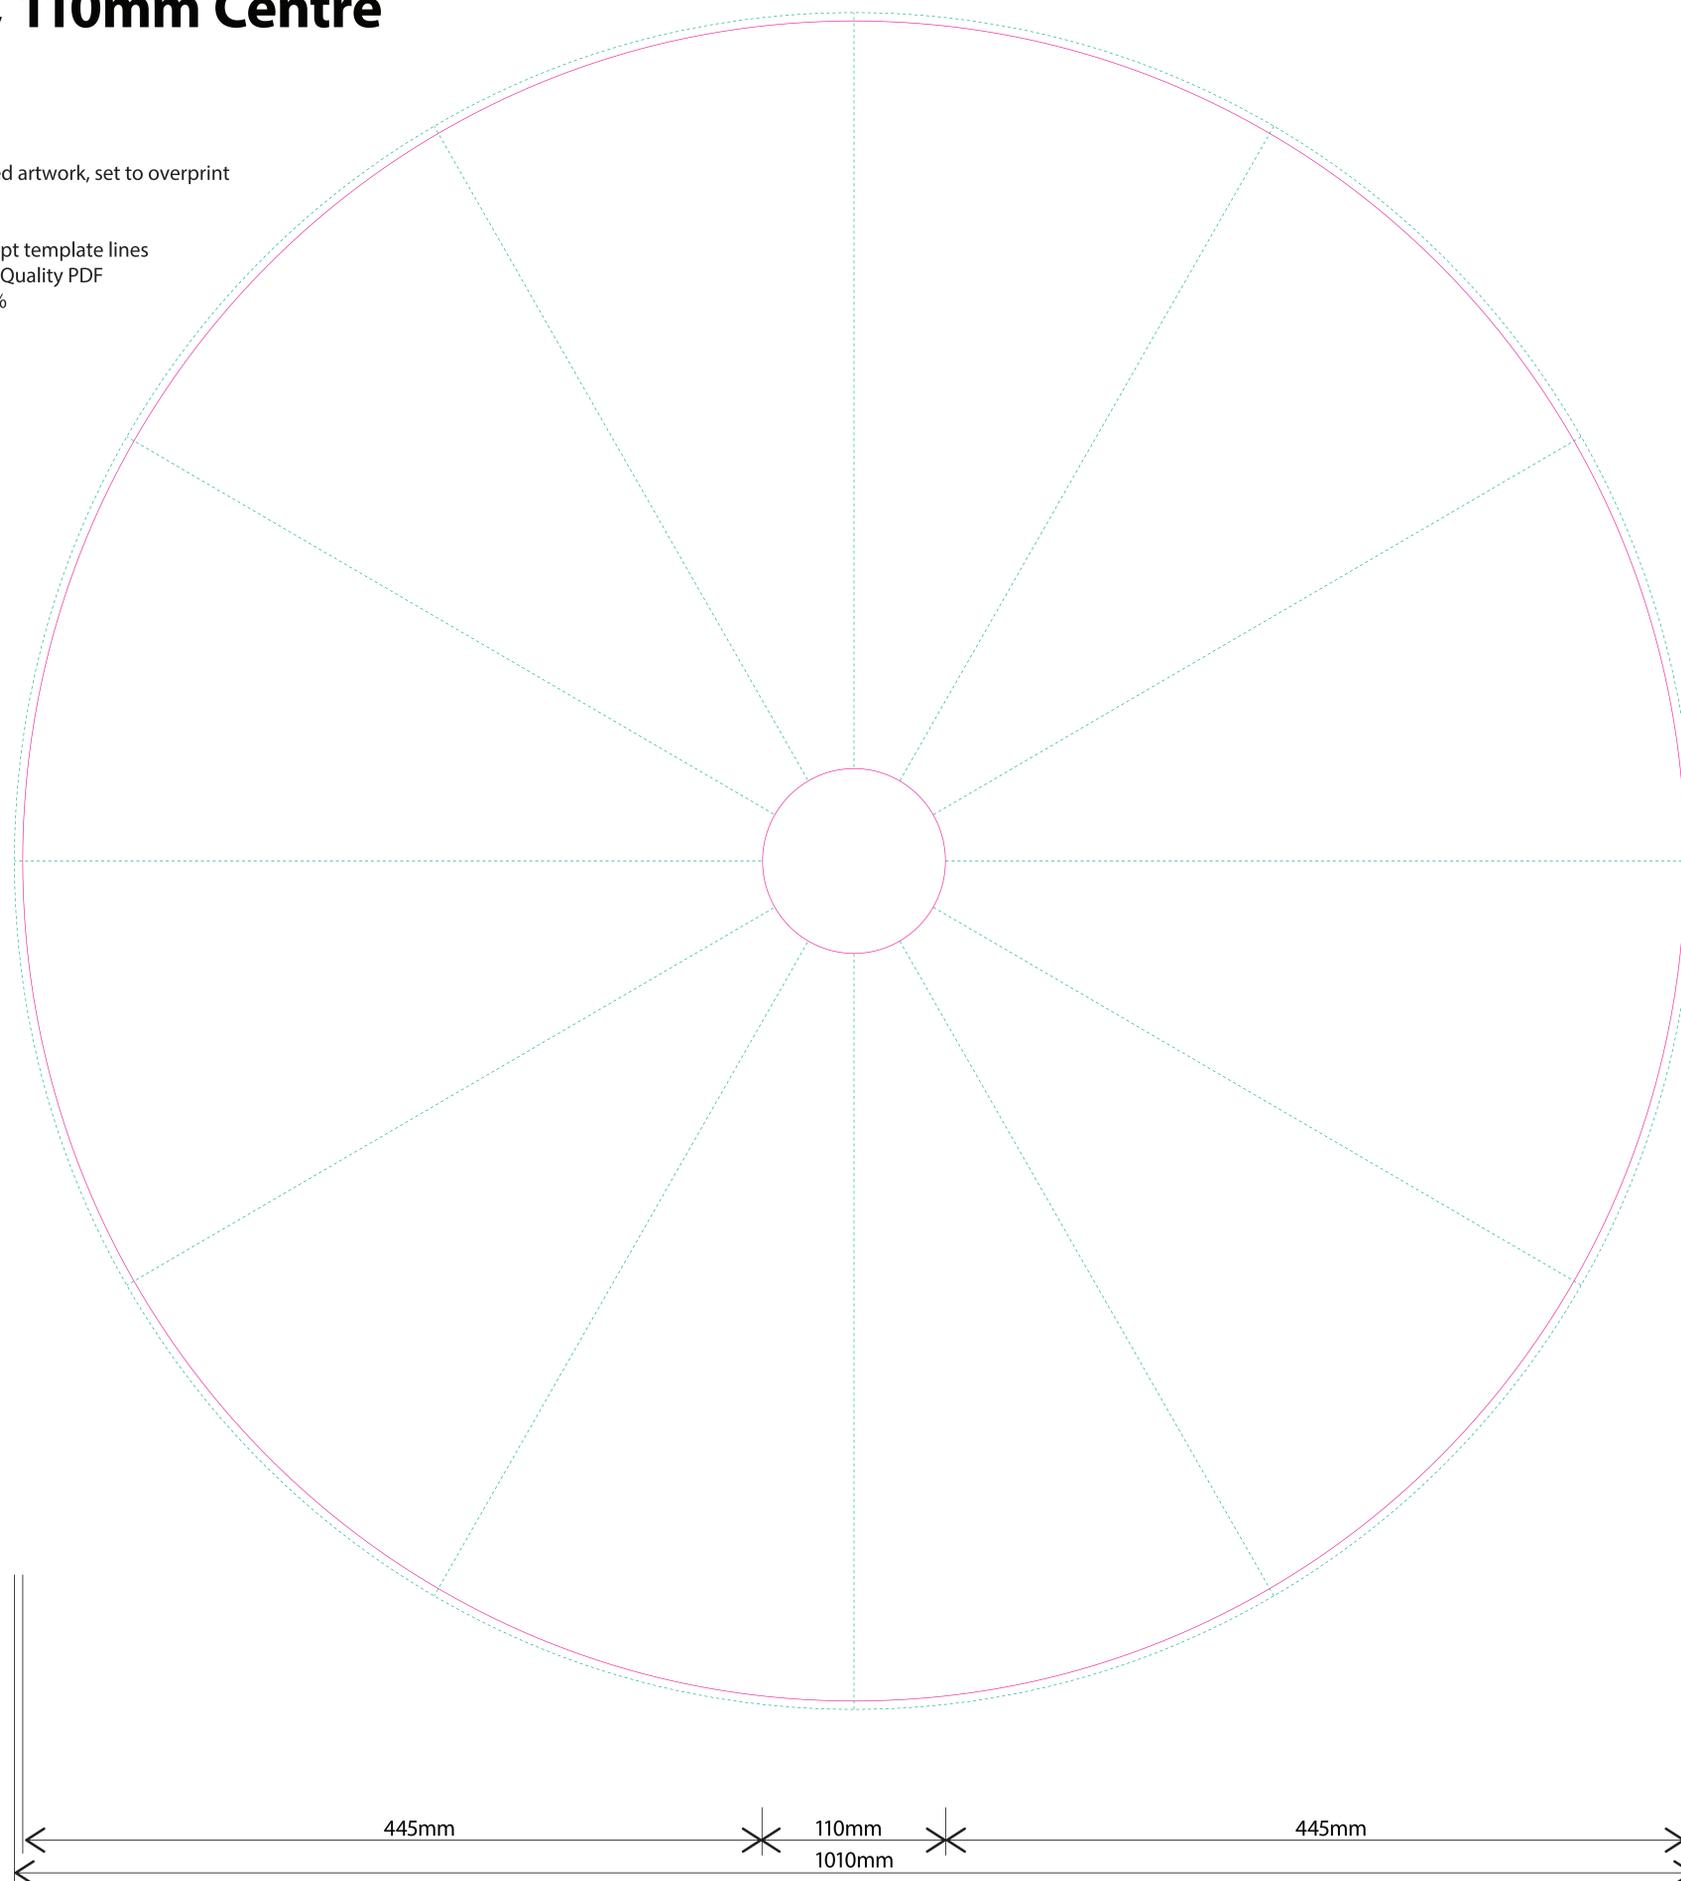 110mm Centre
artwork, set to overprint
pt template lines
Quality PDF
%
445mm
110mm
445mm
1010mm